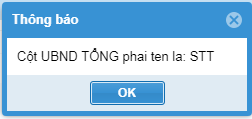 Thông báo
Cột UBND TỔNG phai ten la: STT
OK